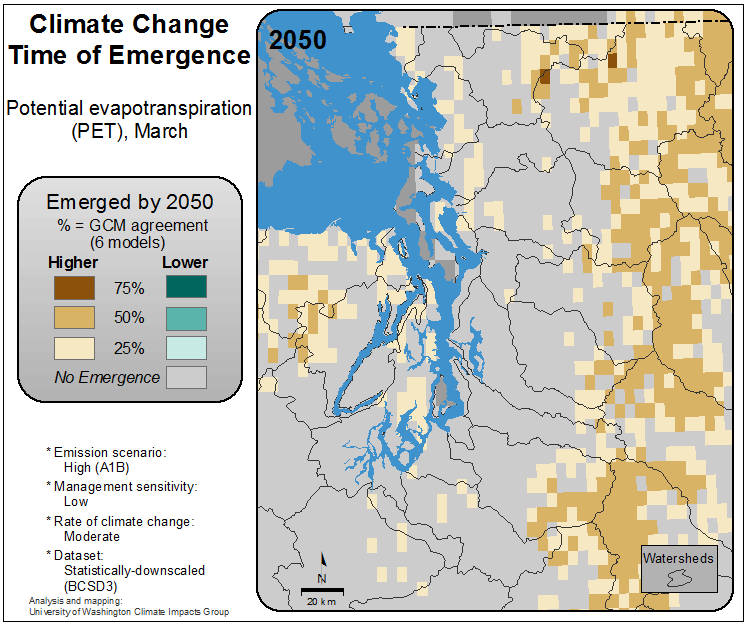 Climate Change
Time of Emergence
Potential evapotranspiration
(PET), March
Emerged by 2050
% = GCM agreement
(6 models)
Higher Lower
75%
50%
25%
No Emergence
* Emission scenario:
High (A1B)
* Management sensitivity:
Low
* Rate of climate change:
Moderate
* Dataset:
Statistically-downscaled
(BCSD3)
Analysis and mapping:
University of Washington Climate Impacts Group
2050
N
20 km
Watersheds